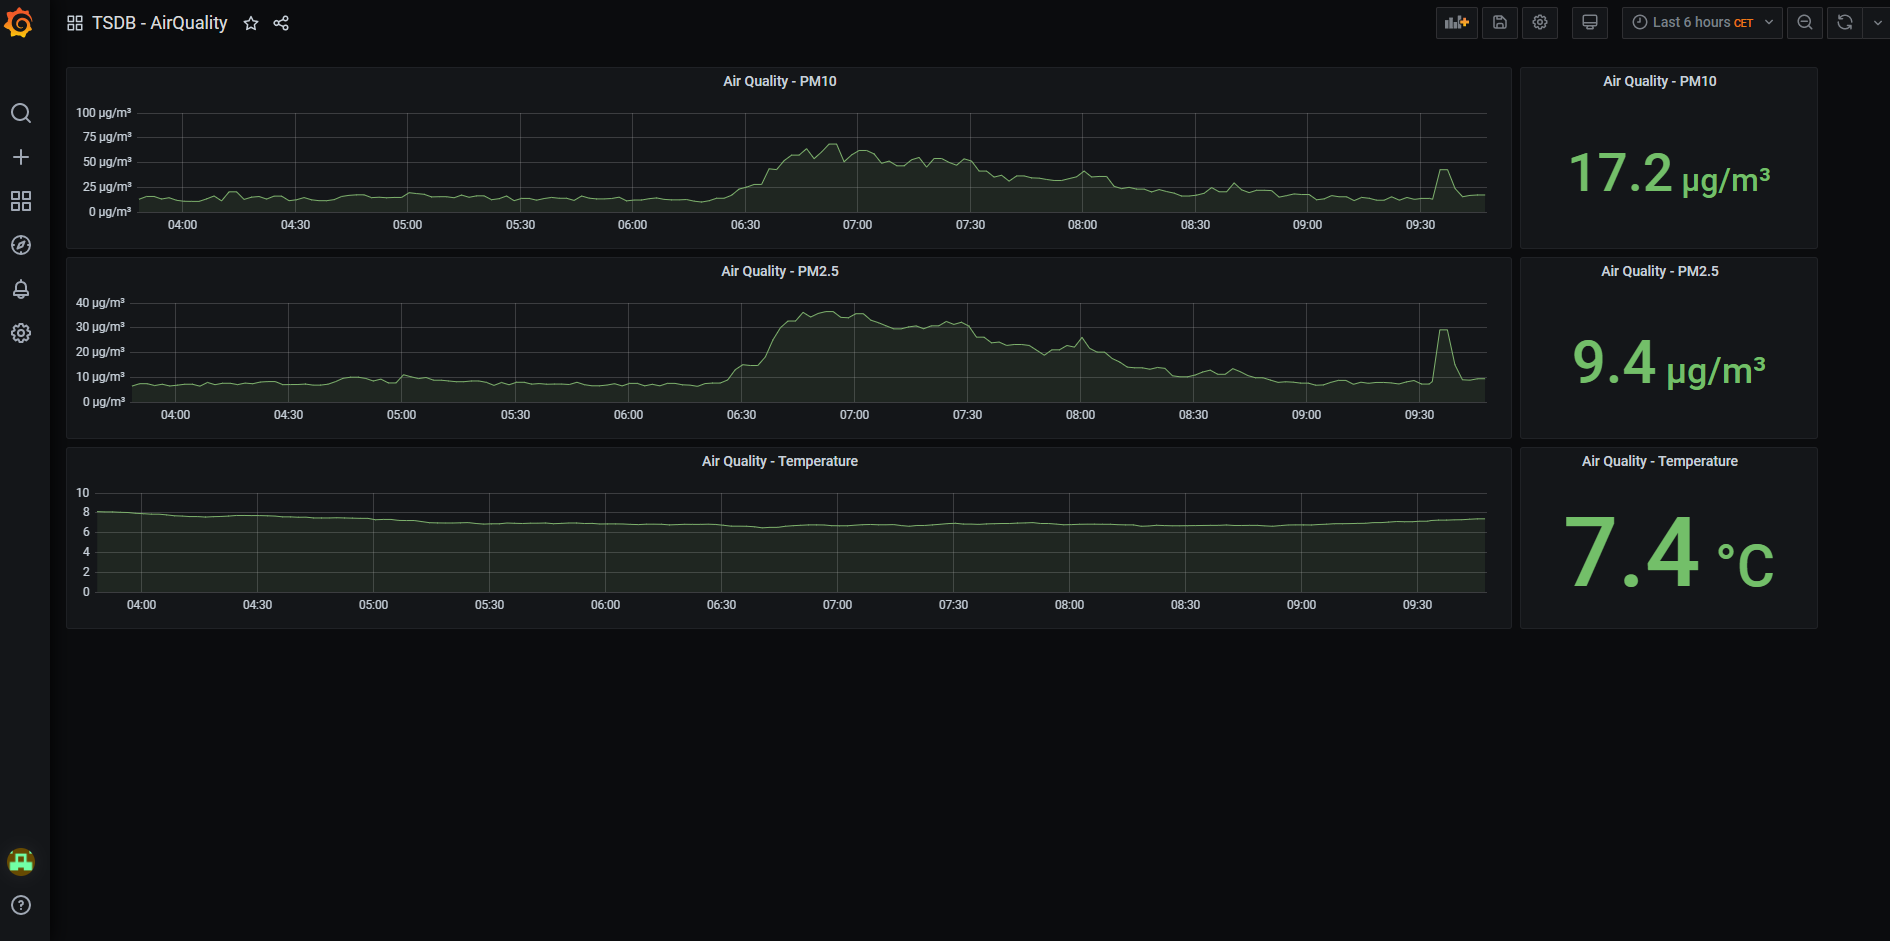 TSDB - AirQuality
Last 6 hours CET
Air Quality - PM10
100 µg/m³
75 µg/m³
50 µg/m³
25 µg/m³
0 µg/m³
04:00 04:30 05:00 05:30 06:00 06:30 07:00 07:30 08:00 08:30 09:00 09:30
Air Quality - PM10
17.2 µg/m³
Air Quality - PM2.5
40 µg/m³
30 µg/m³
20 µg/m³
10 µg/m³
0 µg/m³
04:00 04:30 05:00 05:30 06:00 06:30 07:00 07:30 08:00 08:30 09:00 09:30
Air Quality - PM2.5
9.4 µg/m³
Air Quality - Temperature
10
8
6
4
2
0
04:00 04:30 05:00 05:30 06:00 06:30 07:00 07:30 08:00 08:30 09:00 09:30
Air Quality - Temperature
7.4 °C